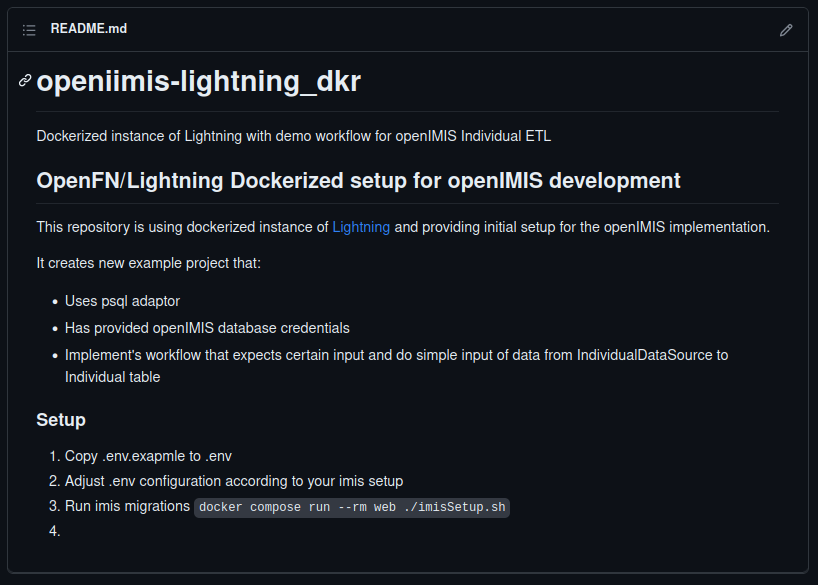 README.md
openiimis-lightning_dkr
Dockerized instance of Lightning with demo workflow for openIMIS Individual ETL
OpenFN/Lightning Dockerized setup for openIMIS development
This repository is using dockerized instance of Lightning and providing initial setup for the openIMIS implementation.
It creates new example project that:
• Uses psql adaptor
• Has provided openIMIS database credentials
• Implement's workflow that expects certain input and do simple input of data from IndividualDataSource to
Individual table
Setup
1. Copy .env.exapmle to .env
2. Adjust .env configuration according to your imis setup
3. Run imis migrations docker compose run --rm web ./imisSetup.sh
4.